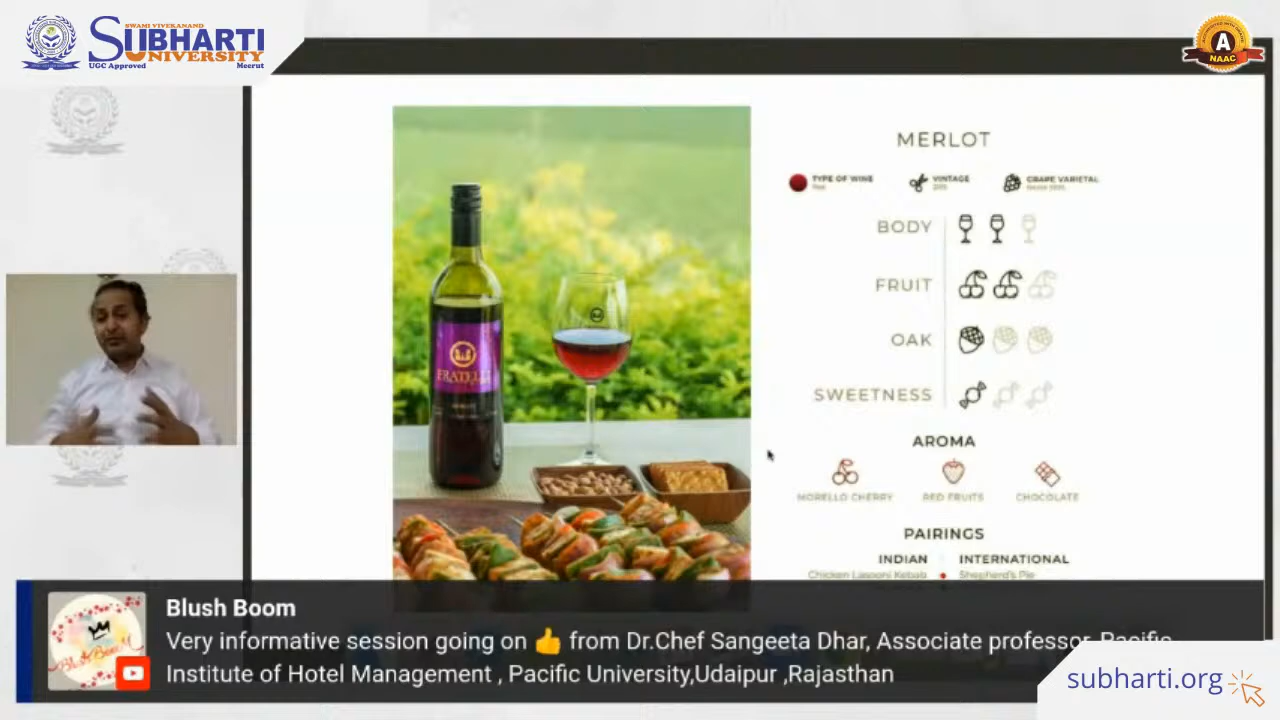 SWAMI VIVEKANAND
SUBHARTI
UNIVERSITY
UGC Approved Meerut
A
NAAC
MERLOT
TYPE OF WINE
Red
VINTAGE
GRAPE VARIETAL
BODY
FRUIT
OAK
SWEETNESS
AROMA
MORELLO CHERRY RED FRUITS CHOCOLATE
PAIRINGS
INDIAN INTERNATIONAL
Chicken Lasooni Kebab Shepherd's Pie
FRATELLI
Blush Boom
Very informative session going on 👍 from Dr.Chef Sangeeta Dhar, Associate professor, Pacific
Institute of Hotel Management , Pacific University,Udaipur ,Rajasthan
subharti.org